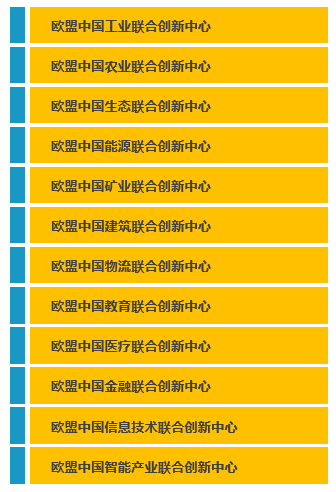 欧盟中国工业联合创新中心
欧盟中国农业联合创新中心
欧盟中国生态联合创新中心
欧盟中国能源联合创新中心
欧盟中国矿业联合创新中心
欧盟中国建筑联合创新中心
欧盟中国物流联合创新中心
欧盟中国教育联合创新中心
欧盟中国医疗联合创新中心
欧盟中国金融联合创新中心
欧盟中国信息技术联合创新中心
欧盟中国智能产业联合创新中心